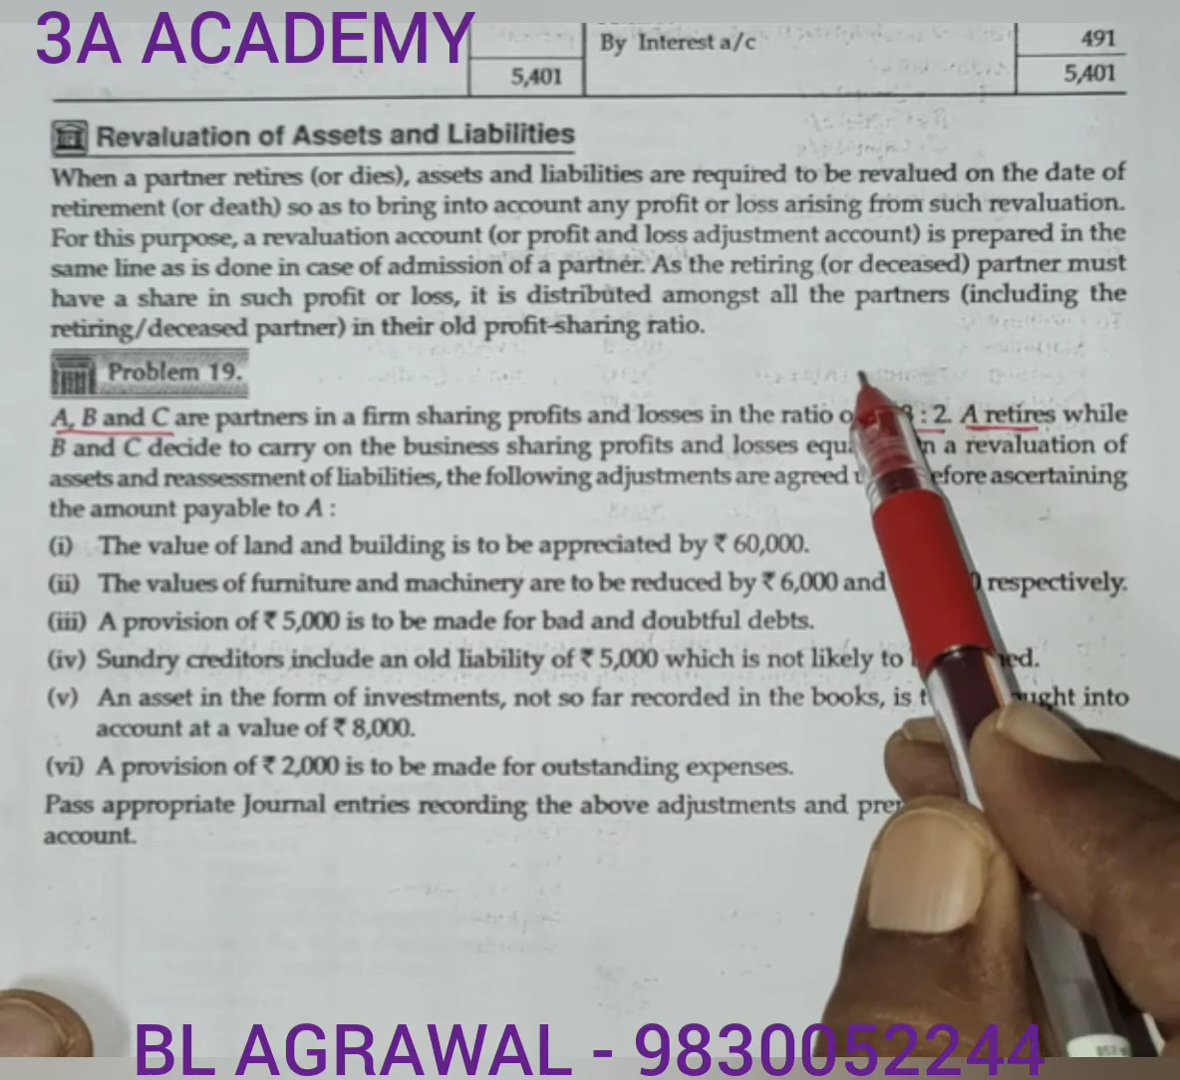 3A ACADEMY
By Interest a/c 491
5,401 5,401
Revaluation of Assets and Liabilities
When a partner retires (or dies), assets and liabilities are required to be revalued on the date of
retirement (or death) so as to bring into account any profit or loss arising from such revaluation.
For this purpose, a revaluation account (or profit and loss adjustment account) is prepared in the
same line as is done in case of admission of a partner. As the retiring (or deceased) partner must
have a share in such profit or loss, it is distributed amongst all the partners (including the
retiring/deceased partner) in their old profit-sharing ratio.
Problem 19.
A, B and C are partners in a firm sharing profits and losses in the ratio : 2. A retires while
B and C decide to carry on the business sharing profits and losses a revaluation of
assets and reassessment of liabilities, the following adjustments are agreed ascertaining
the amount payable to A :
(i) The value of land and building is to be appreciated by ₹ 60,000.
(ii) The values of furniture and machinery are to be reduced by ₹ 6,000 and respectively.
(iii) A provision of ₹ 5,000 is to be made for bad and doubtful debts.
(iv) Sundry creditors include an old liability of ₹ 5,000 which is not likely to
(v) An asset in the form of investments, not so far recorded in the books, is into
account at a value of ₹ 8,000.
(vi) A provision of ₹ 2,000 is to be made for outstanding expenses.
Pass appropriate Journal entries recording the above adjustments and
account.
BL AGRAWAL - 9830052244